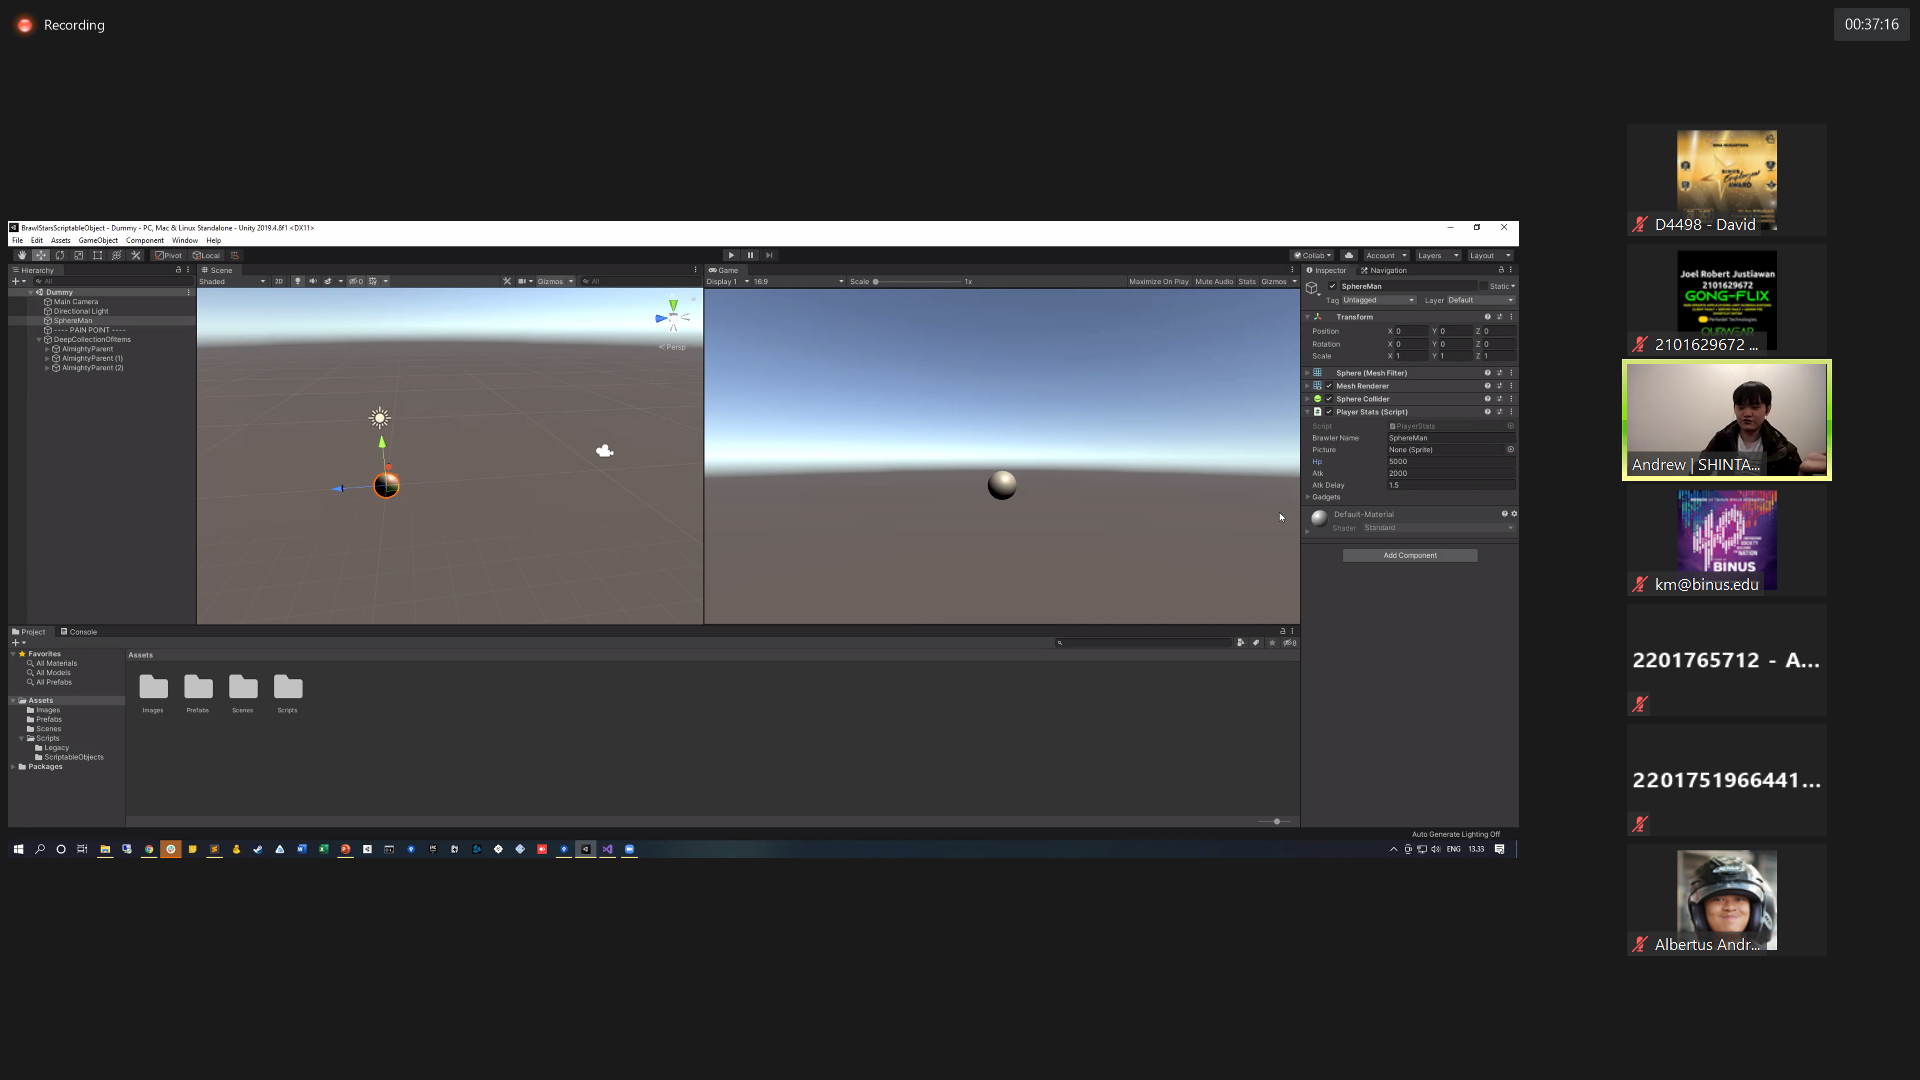 Recording
00:37:16
BrawlStarsScriptableObject - Dummy - PC, Mac & Linux Standalone - Unity 2019.4.8f1 <DX11>
File Edit Assets GameObject Component Window Help
Pivot Local
Collab Account Layers Layout
Hierarchy
All
Dummy
Main Camera
Directional Light
SphereMan
---- PAIN POINT ----
DeepCollectionOfItems
AlmightyParent
AlmightyParent (1)
AlmightyParent (2)
Scene
Shaded 2D 0 Gizmos All
< Persp
Game
Display 1 16:9 Scale 1x Maximize On Play Mute Audio Stats Gizmos
Inspector Navigation
SphereMan Static
Tag Untagged Layer Default
Transform
Position X 0 Y 0 Z 0
Rotation X 0 Y 0 Z 0
Scale X 1 Y 1 Z 1
Sphere (Mesh Filter)
Mesh Renderer
Sphere Collider
Player Stats (Script)
Script PlayerStats
Brawler Name SphereMan
Picture None (Sprite)
Hp 5000
Atk 2000
Atk Delay 1.5
Gadgets
Default-Material
Shader Standard
Add Component
Project Console
8
Favorites
All Materials
All Models
All Prefabs
Assets
Images
Prefabs
Scenes
Scripts
Legacy
ScriptableObjects
Packages
Assets
Images Prefabs Scenes Scripts
Auto Generate Lighting Off
ENG 13.33
BINUS
Employee
AWARD
D4498 - David
Joel Robert Justiawan
2101629672
GONG-FLIX
OURWEAR
2101629672 ...
Andrew | SHINTA...
BINUS
km@binus.edu
2201765712 - A...
2201751966441...
Albertus Andr...